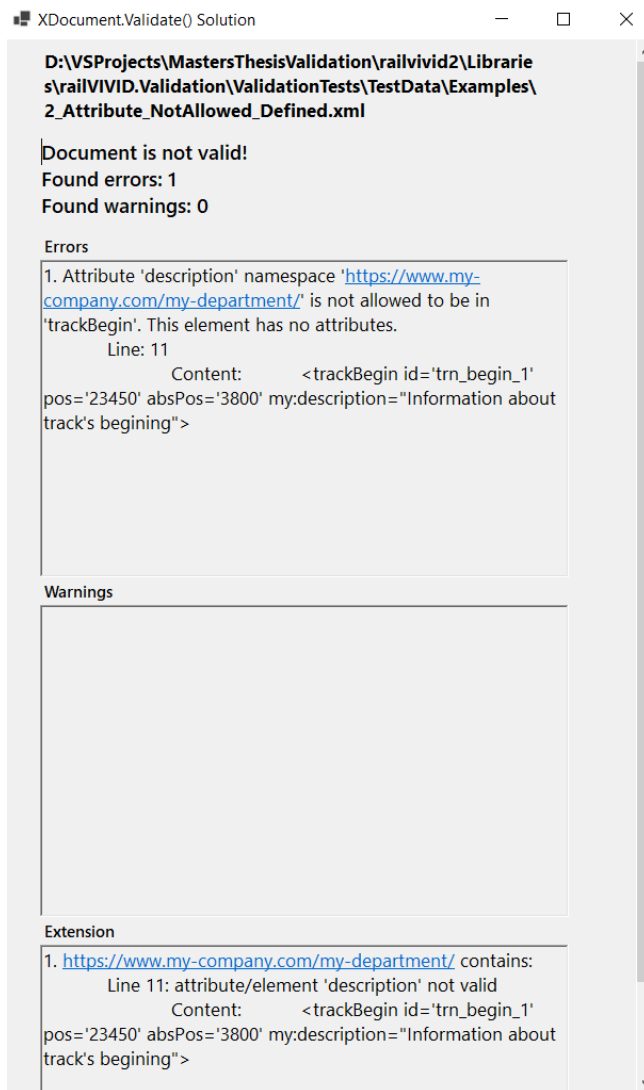 XDocument.Validate() Solution
D:\VSProjects\MastersThesisValidation\railvivid2\Librarie
s\railVIVID.Validation\ValidationTests\TestData\Examples\
2_Attribute_NotAllowed_Defined.xml
Document is not valid!
Found errors: 1
Found warnings: 0
Errors
1. Attribute 'description' namespace 'https://www.my-
company.com/my-department/' is not allowed to be in
'trackBegin'. This element has no attributes.
Line: 11
Content: <trackBegin id='trn_begin_1'
pos='23450' absPos='3800' my:description="Information about
track's begining">
Warnings
Extension
1. https://www.my-company.com/my-department/ contains:
Line 11: attribute/element 'description' not valid
Content: <trackBegin id='trn_begin_1'
pos='23450' absPos='3800' my:description="Information about
track's begining">